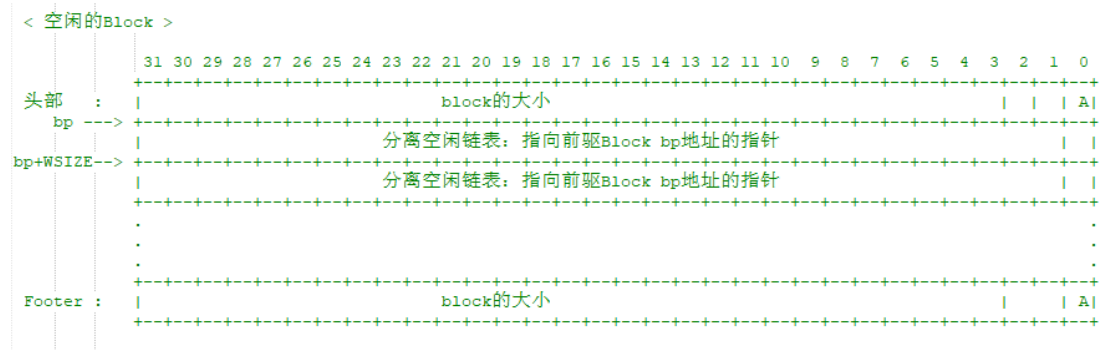 < 空闲的Block >
31 30 29 28 27 26 25 24 23 22 21 20 19 18 17 16 15 14 13 12 11 10 9 8 7 6 5 4 3 2 1 0
+--+--+--+--+--+--+--+--+--+--+--+--+--+--+--+--+--+--+--+--+--+--+--+--+--+--+--+--+--+--+--+--+
头部 : | block的大小 | | | A|
bp ---> +--+--+--+--+--+--+--+--+--+--+--+--+--+--+--+--+--+--+--+--+--+--+--+--+--+--+--+--+--+--+--+--+
| 分离空闲链表: 指向前驱Block bp地址的指针 | |
bp+WSIZE--> +--+--+--+--+--+--+--+--+--+--+--+--+--+--+--+--+--+--+--+--+--+--+--+--+--+--+--+--+--+--+--+--+
| 分离空闲链表: 指向前驱Block bp地址的指针 | |
+--+--+--+--+--+--+--+--+--+--+--+--+--+--+--+--+--+--+--+--+--+--+--+--+--+--+--+--+--+--+--+--+
. .
. .
. .
+--+--+--+--+--+--+--+--+--+--+--+--+--+--+--+--+--+--+--+--+--+--+--+--+--+--+--+--+--+--+--+--+
Footer : | block的大小 | | A|
+--+--+--+--+--+--+--+--+--+--+--+--+--+--+--+--+--+--+--+--+--+--+--+--+--+--+--+--+--+--+--+--+